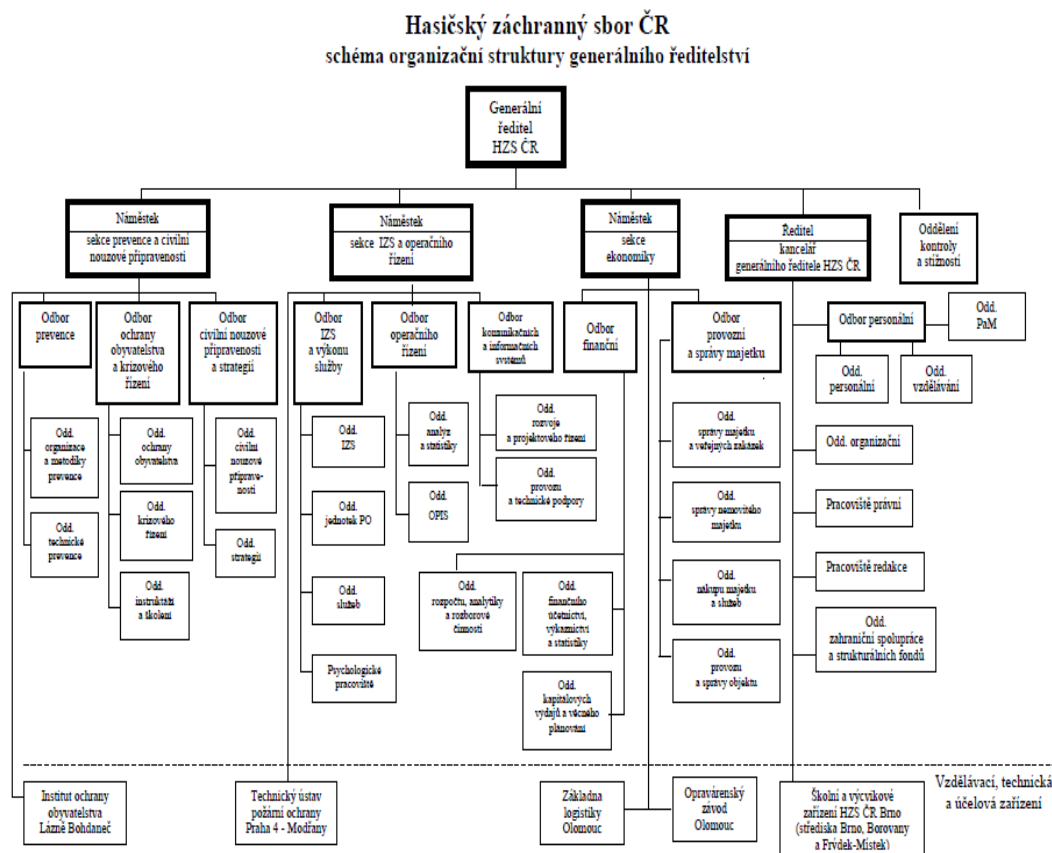 Hasičský záchranný sbor ČR
schéma organizační struktury generálního ředitelství
Generální
ředitel
HZS ČR
Náměstek
sekce prevence a civilní
nouzové připravenosti
Náměstek
sekce IZS a operačního
řízení
Náměstek
sekce
ekonomiky
Ředitel
kancelář
generálního ředitele HZS ČR
Oddělení
kontroly
a stížností
Odbor
prevence
Odbor
ochrany
obyvatelstva
a krizového
řízení
Odbor
civilní nouzové
připravenosti
a strategií
Odbor
IZS
a výkonu
služby
Odbor
operačního
řízení
Odbor
komunikačních
a informačních
systémů
Odbor
finanční
Odbor
provozní
a správy majetku
Odbor personální
Odd.
PaM
Odd.
personální
Odd.
vzdělávání
Odd.
organizace
a metodiky
prevence
Odd.
technické
prevence
Odd.
ochrany
obyvatelstva
Odd.
krizového
řízení
Odd.
instruktáží
a školení
Odd.
civilní
nouzové
připrave-
nosti
Odd.
strategií
Odd.
IZS
Odd.
jednotek PO
Odd.
služeb
Psychologické
pracoviště
Odd.
analýz
a statistiky
Odd.
OPIS
Odd.
rozvoje
a projektového řízení
Odd.
provozu
a technické podpory
Odd.
rozpočtu, analytiky
a rozborové
činnosti
Odd.
finančního
účetnictví,
výkaznictví
a statistiky
Odd.
kapitálových
výdajů a věcného
plánování
Odd.
správy majetku
a veřejných zakázek
Odd.
správy nemovitého
majetku
Odd.
nákupu majetku
a služeb
Odd.
provozu
a správy objektu
Odd. organizační
Pracoviště právní
Pracoviště redakce
Odd.
zahraniční spolupráce
a strukturálních fondů
Vzdělávací, technická
a účelová zařízení
Institut ochrany
obyvatelstva
Lázně Bohdaneč
Technický ústav
požární ochrany
Praha 4 - Modřany
Základna
logistiky
Olomouc
Opravárenský
závod
Olomouc
Školní a výcvikové
zařízení HZS ČR Brno
(střediska Brno, Borovany
a Frýdek-Místek)